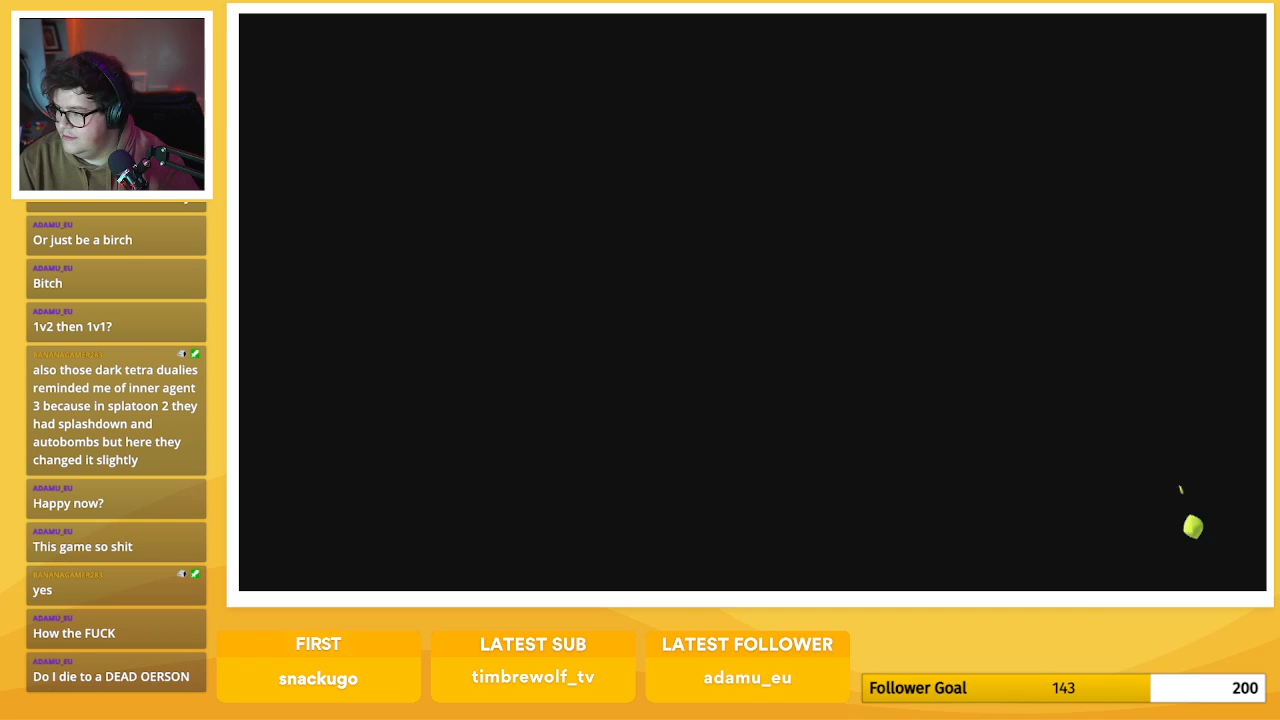 ADAMU_EU
Or just be a birch
ADAMU_EU
Bitch
ADAMU_EU
1v2 then 1v1?
BANANAGAMER283
also those dark tetra dualies
reminded me of inner agent
3 because in splatoon 2 they
had splashdown and
autobombs but here they
changed it slightly
ADAMU_EU
Happy now?
ADAMU_EU
This game so shit
BANANAGAMER283
yes
ADAMU_EU
How the FUCK
ADAMU_EU
Do I die to a DEAD OERSON
FIRST
snackugo
LATEST SUB
timbrewolf_tv
LATEST FOLLOWER
adamu_eu
Follower Goal 143 200